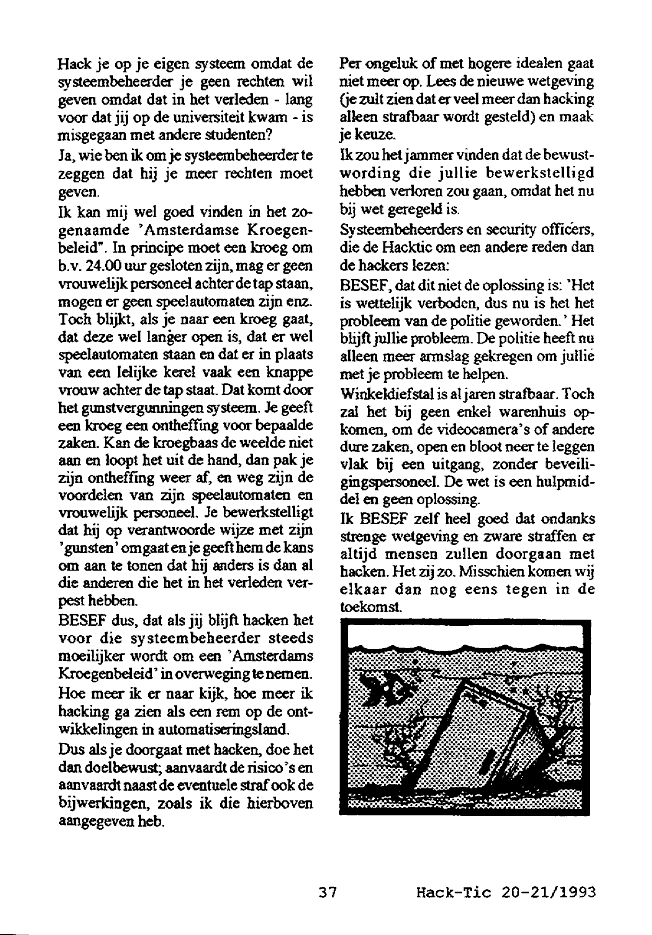 Hack je op je eigen systeem omdat de
systeembeheerder je geen rechten wil
geven omdat dat in het verleden - lang
voor dat jij op de universiteit kwam - is
misgegaan met andere studenten?
Ja, wie ben ik om je systeembeheerder te
zeggen dat hij je meer rechten moet
geven.
Ik kan mij wel goed vinden in het zo-
genaamde 'Amsterdamse Kroegen-
beleid". In principe moet een kroeg om
b.v. 24.00 uur gesloten zijn, mag er geen
vrouwelijk personeel achter de tap staan,
mogen er geen speelautomaten zijn enz.
Toch blijkt, als je naar een kroeg gaat,
dat deze wel langer open is, dat er wel
speelautomaten staan en dat er in plaats
van een lelijke kerel vaak een knappe
vrouw achter de tap staat. Dat komt door
het gunstvergunningen systeem. Je geeft
een kroeg een ontheffing voor bepaalde
zaken. Kan de kroegbaas de weelde niet
aan en loopt het uit de hand, dan pak je
zijn ontheffing weer af, en weg zijn de
voordelen van zijn speelautomaten en
vrouwelijk personeel. Je bewerkstelligt
dat hij op verantwoorde wijze met zijn
'gunsten' omgaat en je geeft hem de kans
om aan te tonen dat hij anders is dan al
die anderen die het in het verleden ver-
pest hebben.
BESEF dus, dat als jij blijft hacken het
voor die systeembeheerder steeds
moeilijker wordt om een 'Amsterdams
Kroegenbeleid' in overweging te nemen.
Hoe meer ik er naar kijk, hoe meer ik
hacking ga zien als een rem op de ont-
wikkelingen in automatiseringsland.
Dus als je doorgaat met hacken, doe het
dan doelbewust; aanvaardt de risico's en
aanvaardt naast de eventuele straf ook de
bijwerkingen, zoals ik die hierboven
aangegeven heb.
Per ongeluk of met hogere idealen gaat
niet meer op. Lees de nieuwe wetgeving
(je zult zien dat er veel meer dan hacking
alleen strafbaar wordt gesteld) en maak
je keuze.
Ik zou het jammer vinden dat de bewust-
wording die jullie bewerkstelligd
hebben verloren zou gaan, omdat het nu
bij wet geregeld is.
Systeembeheerders en security officers,
die de Hacktic om een andere reden dan
de hackers lezen:
BESEF, dat dit niet de oplossing is: 'Het
is wettelijk verboden, dus nu is het het
probleem van de politie geworden.' Het
blijft jullie probleem. De politie heeft nu
alleen meer armslag gekregen om jullie
met je probleem te helpen.
Winkeldiefstal is al jaren strafbaar. Toch
zal het bij geen enkel warenhuis op-
komen, om de videocamera's of andere
dure zaken, open en bloot neer te leggen
vlak bij een uitgang, zonder beveili-
gingspersoneel. De wet is een hulpmid-
del en geen oplossing.
Ik BESEF zelf heel goed dat ondanks
strenge wetgeving en zware straffen er
altijd mensen zullen doorgaan met
hacken. Het zij zo. Misschien komen wij
elkaar dan nog eens tegen in de
toekomst.
37 Hack-Tic 20-21/1993